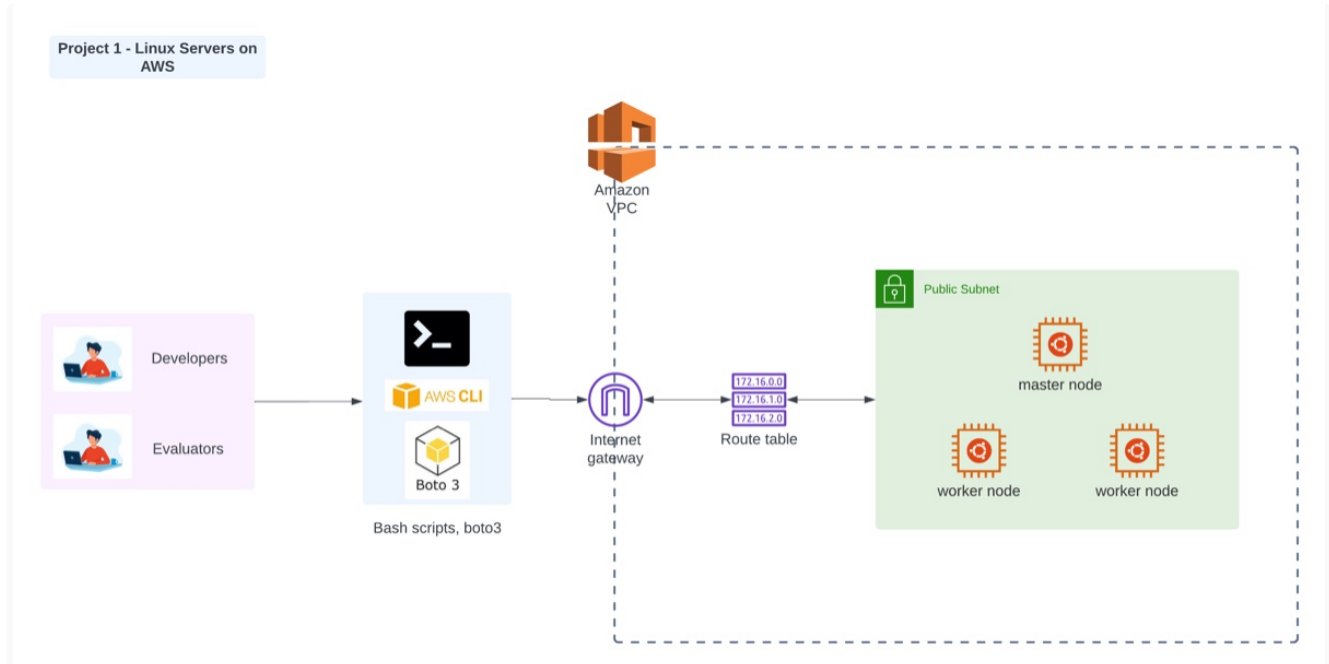 Project 1 - Linux Servers on
AWS
Amazon
VPC
Public Subnet
master node
worker node
worker node
Developers
Evaluators
>_
AWS CLI
Boto 3
Bash scripts, boto3
Internet
gateway
172.16.0.0
172.16.1.0
172.16.2.0
Route table